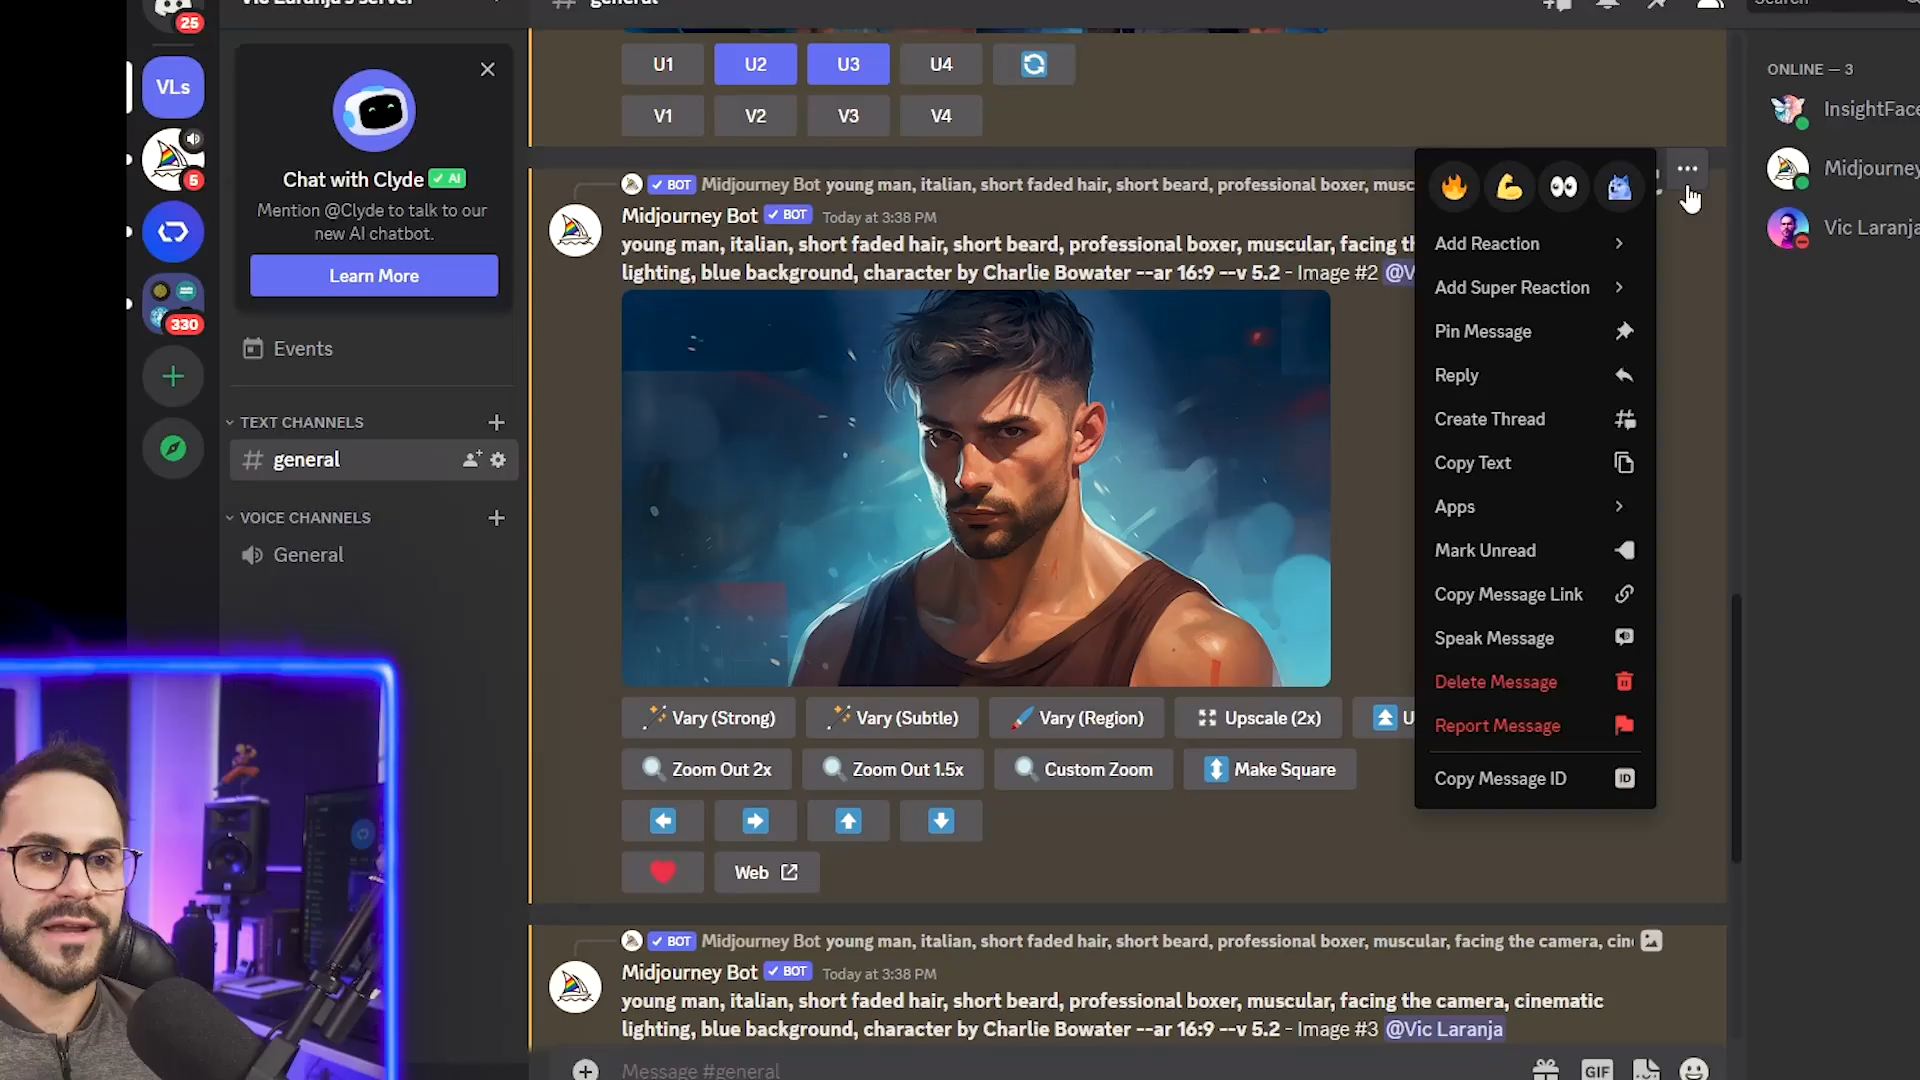 25
VLs
5
330
Chat with Clyde ✓ AI
Mention @Clyde to talk to our
new AI chatbot.
Learn More
Events
TEXT CHANNELS
# general
VOICE CHANNELS
General
# general
U1 U2 U3 U4
V1 V2 V3 V4
✓ BOT Midjourney Bot young man, italian, short faded hair, short beard, professional boxer, musc
Midjourney Bot ✓ BOT Today at 3:38 PM
young man, italian, short faded hair, short beard, professional boxer, muscular, facing th
lighting, blue background, character by Charlie Bowater --ar 16:9 --v 5.2 - Image #2 @V
Vary (Strong) Vary (Subtle) Vary (Region) Upscale (2x) U
Zoom Out 2x Zoom Out 1.5x Custom Zoom Make Square
Web
✓ BOT Midjourney Bot young man, italian, short faded hair, short beard, professional boxer, muscular, facing the camera, cin
Midjourney Bot ✓ BOT Today at 3:38 PM
young man, italian, short faded hair, short beard, professional boxer, muscular, facing the camera, cinematic
lighting, blue background, character by Charlie Bowater --ar 16:9 --v 5.2 - Image #3 @Vic Laranja
Message #general
GIF
Add Reaction
Add Super Reaction
Pin Message
Reply
Create Thread
Copy Text
Apps
Mark Unread
Copy Message Link
Speak Message
Delete Message
Report Message
Copy Message ID
ID
Search
ONLINE — 3
InsightFace
Midjourney
Vic Laranja